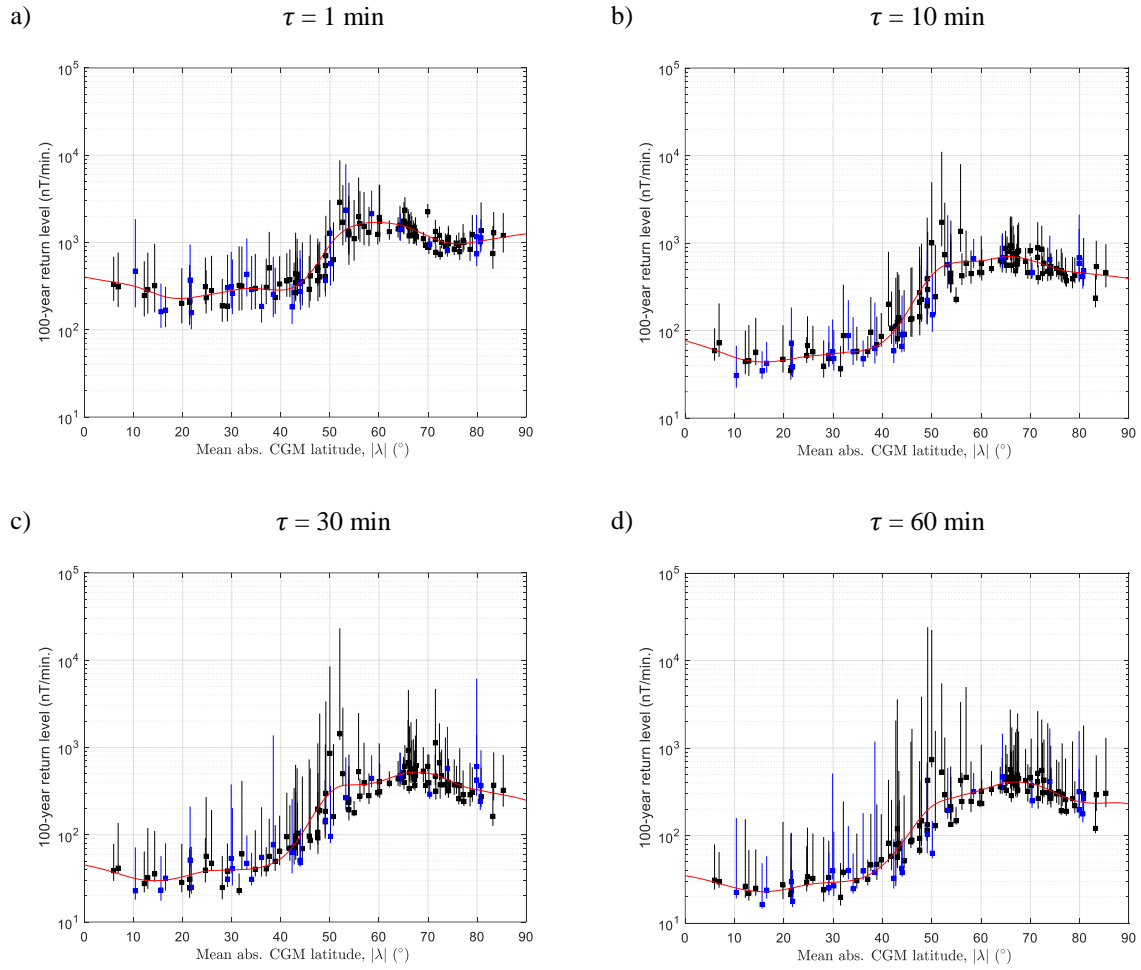 a)
τ = 1 min
b)
τ = 10 min
100-year return level (nT/min.)
10^5
10^4
10^3
10^2
10^1
0 10 20 30 40 50 60 70 80 90
Mean abs. CGM latitude, |λ| (°)
100-year return level (nT/min.)
10^5
10^4
10^3
10^2
10^1
0 10 20 30 40 50 60 70 80 90
Mean abs. CGM latitude, |λ| (°)
c)
τ = 30 min
d)
τ = 60 min
100-year return level (nT/min.)
10^5
10^4
10^3
10^2
10^1
0 10 20 30 40 50 60 70 80 90
Mean abs. CGM latitude, |λ| (°)
100-year return level (nT/min.)
10^5
10^4
10^3
10^2
10^1
0 10 20 30 40 50 60 70 80 90
Mean abs. CGM latitude, |λ| (°)